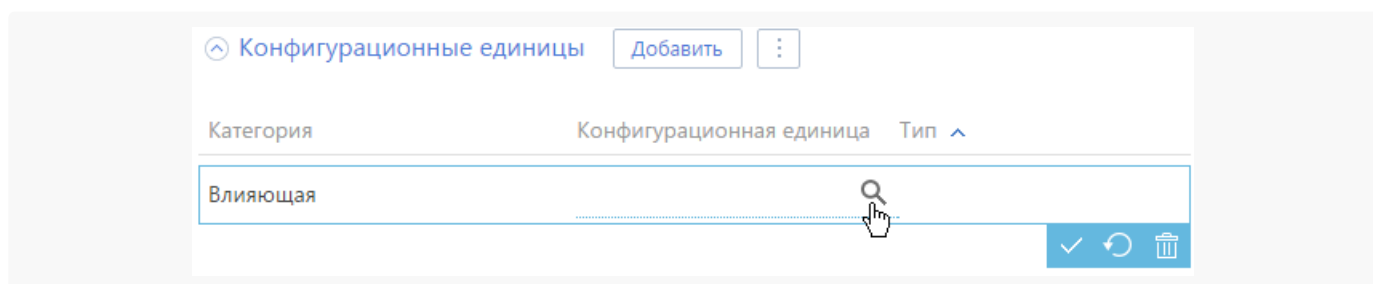 Конфигурационные единицы Добавить
Категория Конфигурационная единица Тип
Влияющая